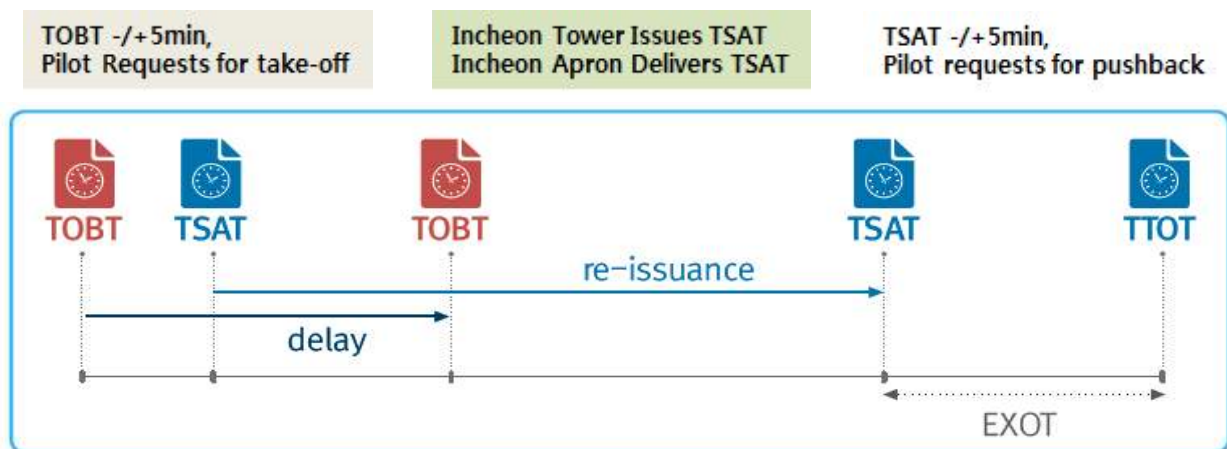 TOBT -/+5min,
Pilot Requests for take-off
Incheon Tower Issues TSAT
Incheon Apron Delivers TSAT
TSAT -/+5min,
Pilot requests for pushback
TOBT
TSAT
TOBT
TSAT
TTOT
re-issuance
delay
EXOT